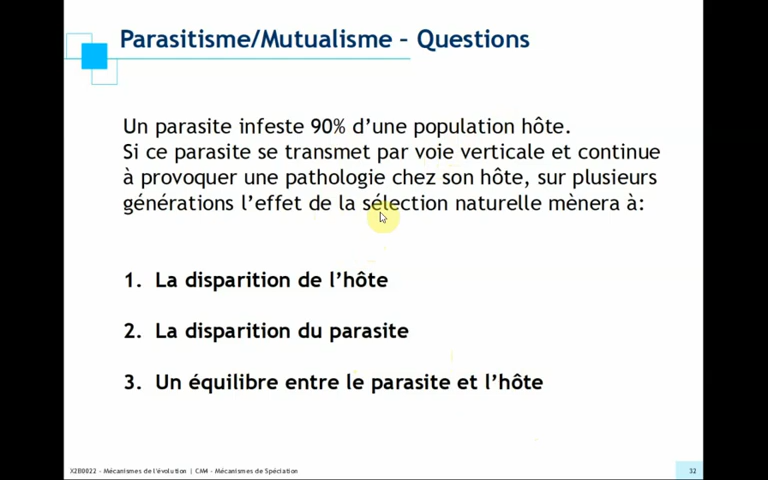 Parasitisme/Mutualisme – Questions
Un parasite infeste 90% d’une population hôte.
Si ce parasite se transmet par voie verticale et continue
à provoquer une pathologie chez son hôte, sur plusieurs
générations l’effet de la sélection naturelle mènera à:
1. La disparition de l’hôte
2. La disparition du parasite
3. Un équilibre entre le parasite et l’hôte
X2B0022 – Mécanismes de l'évolution | CM4 – Mécanismes de Spéciation
32